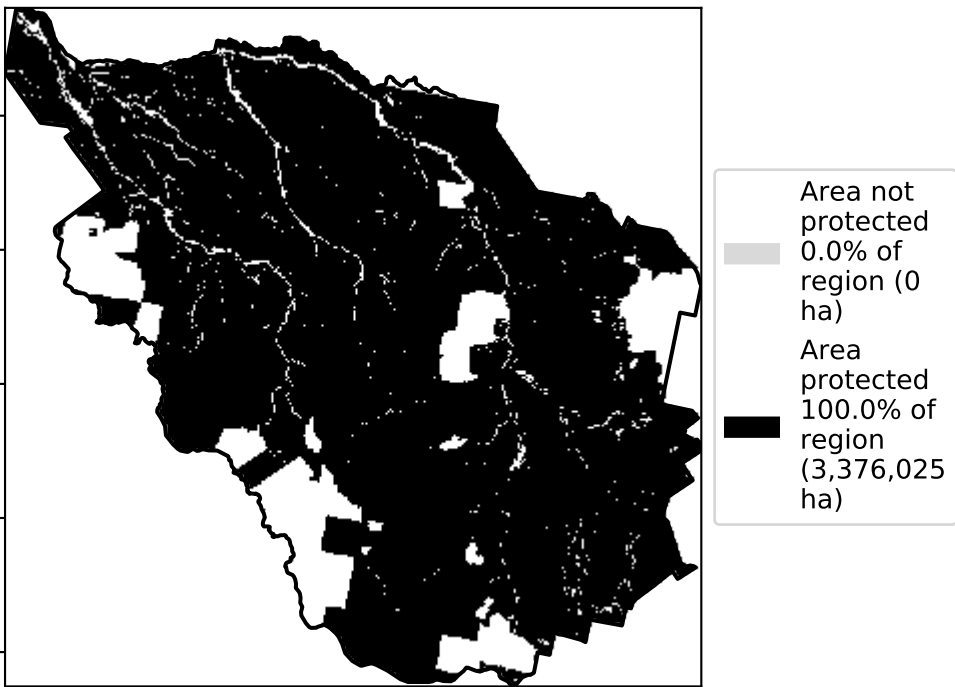 Area not
protected
0.0% of
region (0
ha)
Area
protected
100.0% of
region
(3,376,025
ha)